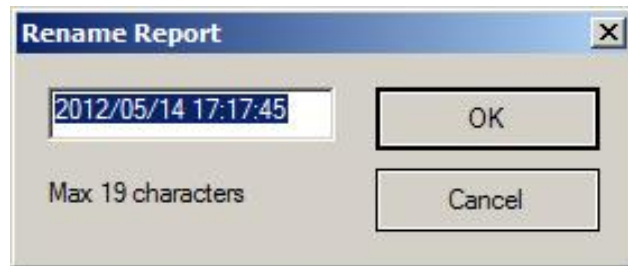 Rename Report
2012/05/14 17:17:45
OK
Max 19 characters
Cancel